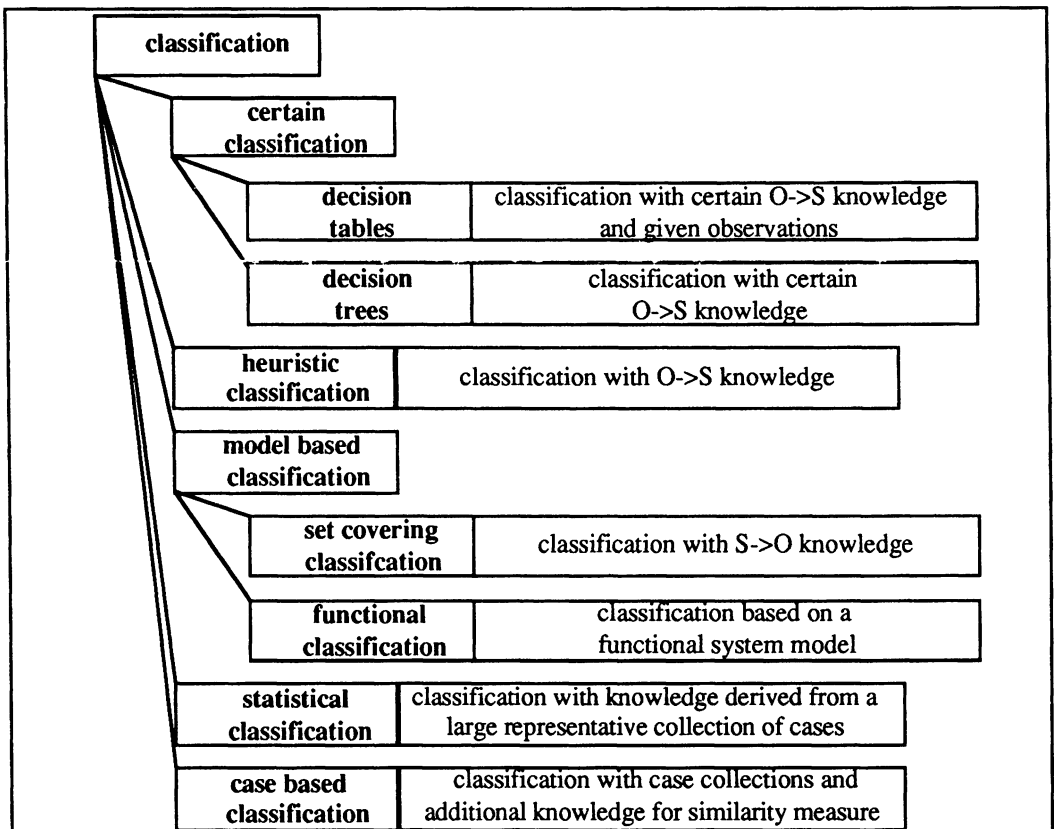 classification
certain
classification
decision
tables
classification with certain O->S knowledge
and given observations
decision
trees
classification with certain
O->S knowledge
heuristic
classification
classification with O->S knowledge
model based
classification
set covering
classifcation
classification with S->O knowledge
functional
classification
classification based on a
functional system model
statistical
classification
classification with knowledge derived from a
large representative collection of cases
case based
classification
classification with case collections and
additional knowledge for similarity measure